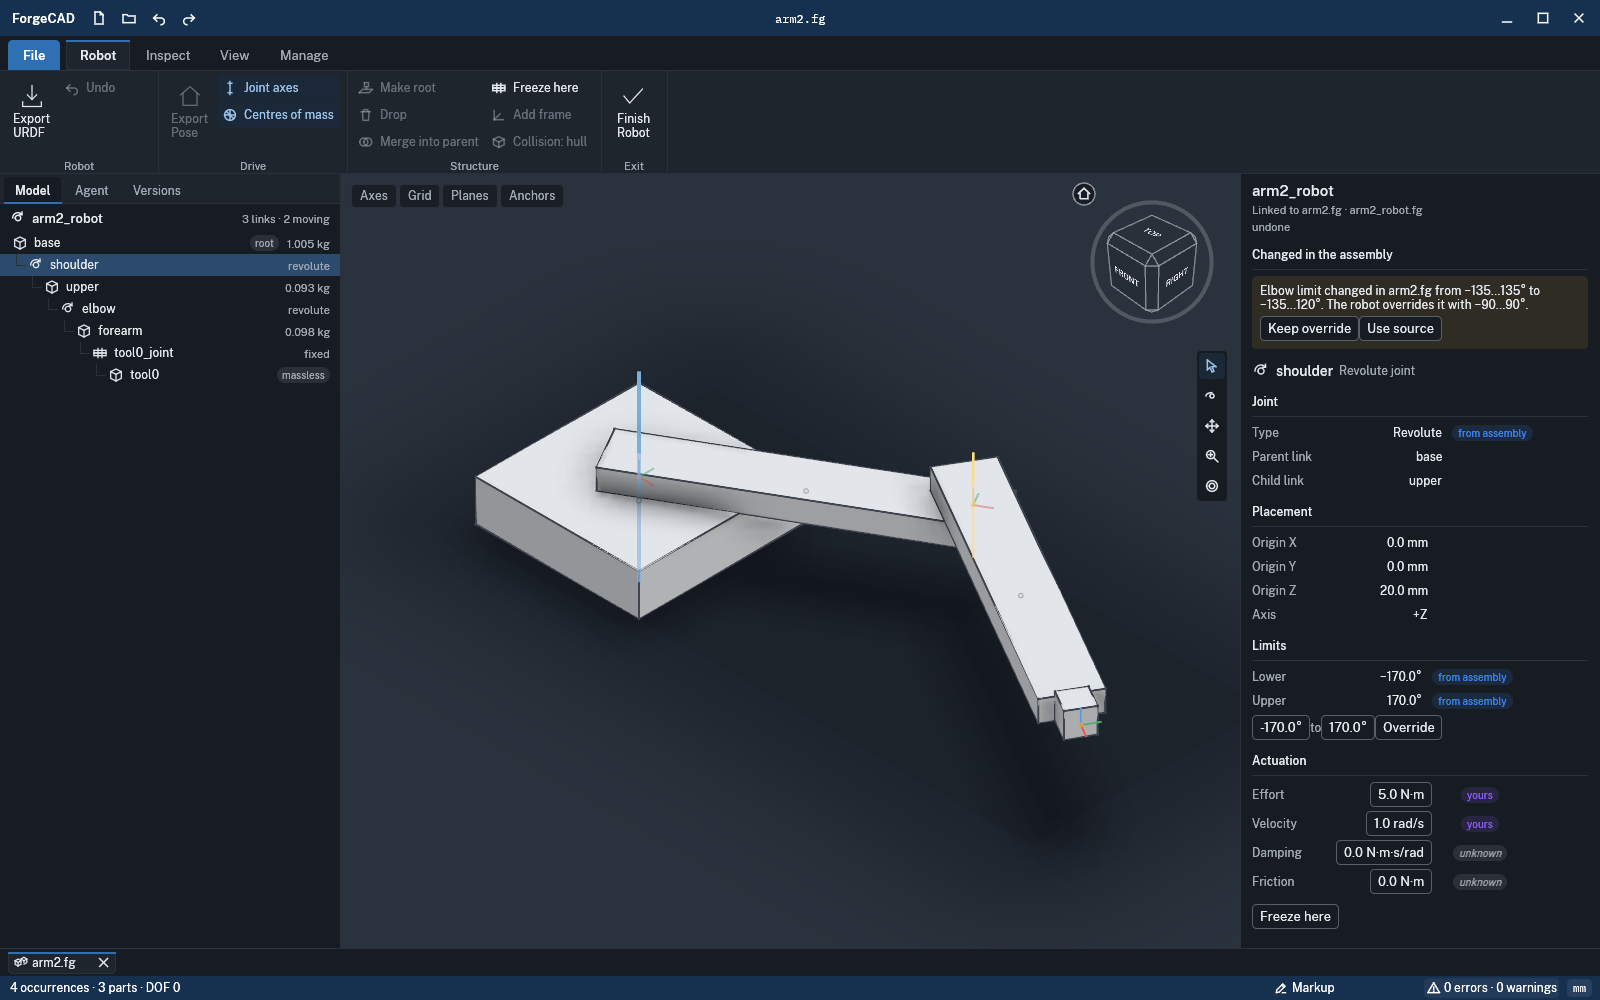 ForgeCAD
arm2.fg
File
Robot
Inspect
View
Manage
Export URDF
Undo
Robot
Export Pose
Joint axes
Centres of mass
Drive
Make root
Drop
Merge into parent
Freeze here
Add frame
Collision: hull
Structure
Finish Robot
Exit
Model
Agent
Versions
arm2_robot
3 links · 2 moving
base
root
1.005 kg
shoulder
revolute
upper
0.093 kg
elbow
revolute
forearm
0.098 kg
tool0_joint
fixed
tool0
massless
Axes
Grid
Planes
Anchors
TOP
FRONT
RIGHT
arm2_robot
Linked to arm2.fg · arm2_robot.fg
undone
Changed in the assembly
Elbow limit changed in arm2.fg from −135…135° to
−135…120°. The robot overrides it with −90…90°.
Keep override
Use source
shoulder Revolute joint
Joint
Type
Revolute
from assembly
Parent link
base
Child link
upper
Placement
Origin X
0.0 mm
Origin Y
0.0 mm
Origin Z
20.0 mm
Axis
+Z
Limits
Lower
−170.0°
from assembly
Upper
170.0°
from assembly
-170.0° to 170.0° Override
Actuation
Effort
5.0 N·m
yours
Velocity
1.0 rad/s
yours
Damping
0.0 N·m·s/rad
unknown
Friction
0.0 N·m
unknown
Freeze here
arm2.fg
4 occurrences · 3 parts · DOF 0
Markup
0 errors · 0 warnings
mm